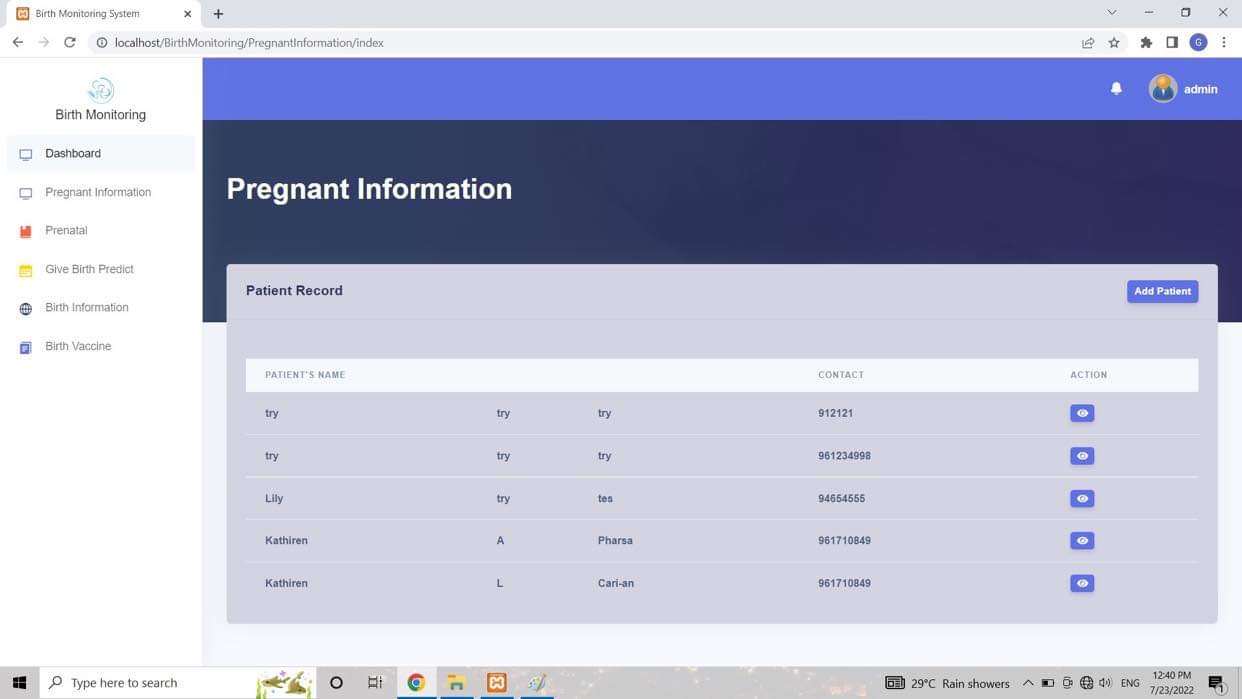 Birth Monitoring System
localhost/BirthMonitoring/PregnantInformation/index
G
Birth Monitoring
admin
Dashboard
Pregnant Information
Prenatal
Give Birth Predict
Birth Information
Birth Vaccine
Pregnant Information
Patient Record
Add Patient
PATIENT'S NAME CONTACT ACTION
try try try 912121
try try try 961234998
Lily try tes 94654555
Kathiren A Pharsa 961710849
Kathiren L Cari-an 961710849
Type here to search
29°C Rain showers
ENG
12:40 PM
7/23/2022
1